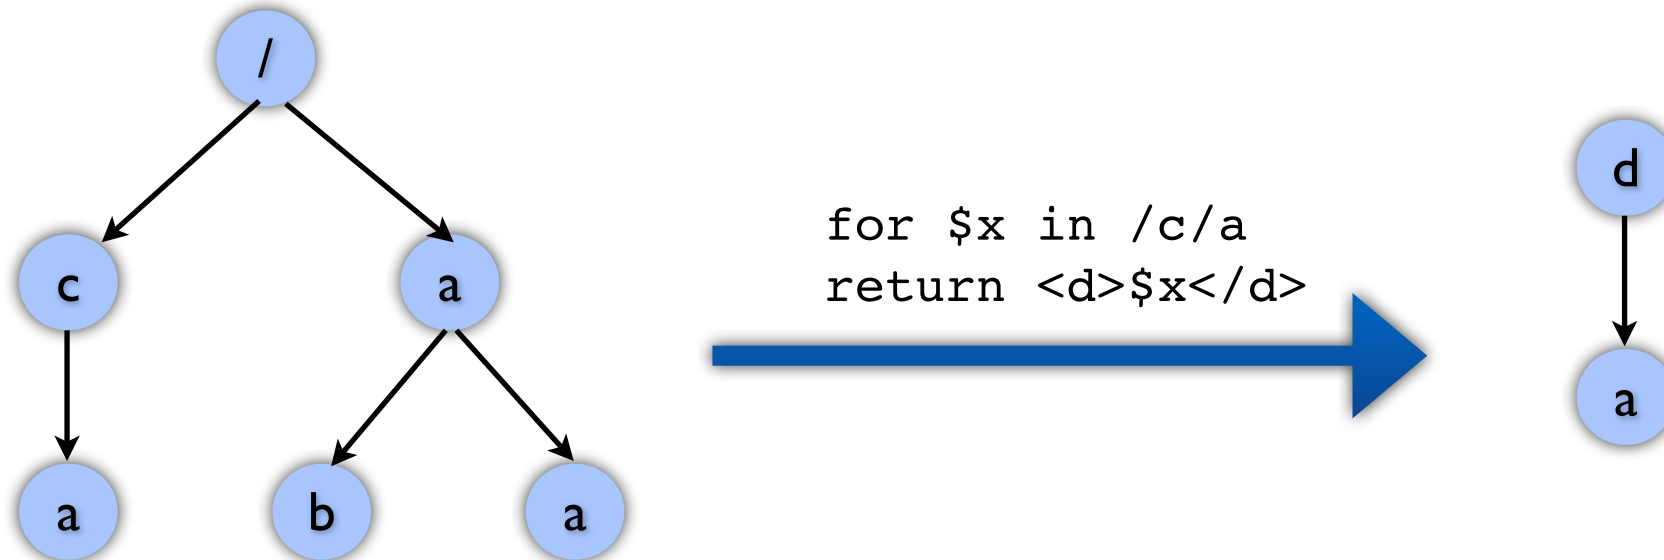 /
c
a
for $x in /c/a
return <d>$x</d>
d
a
a
b
a